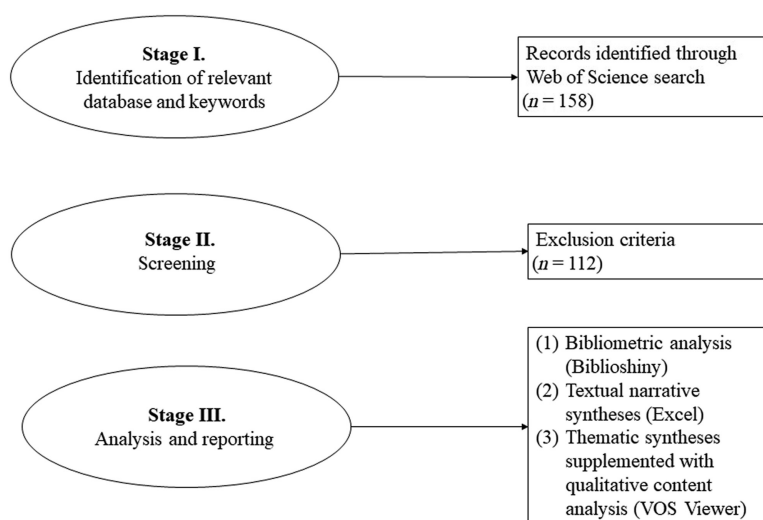 Stage I.
Identification of relevant
database and keywords
Records identified through
Web of Science search
(n = 158)
Stage II.
Screening
Exclusion criteria
(n = 112)
Stage III.
Analysis and reporting
(1) Bibliometric analysis
(Biblioshiny)
(2) Textual narrative
syntheses (Excel)
(3) Thematic syntheses
supplemented with
qualitative content
analysis (VOS Viewer)